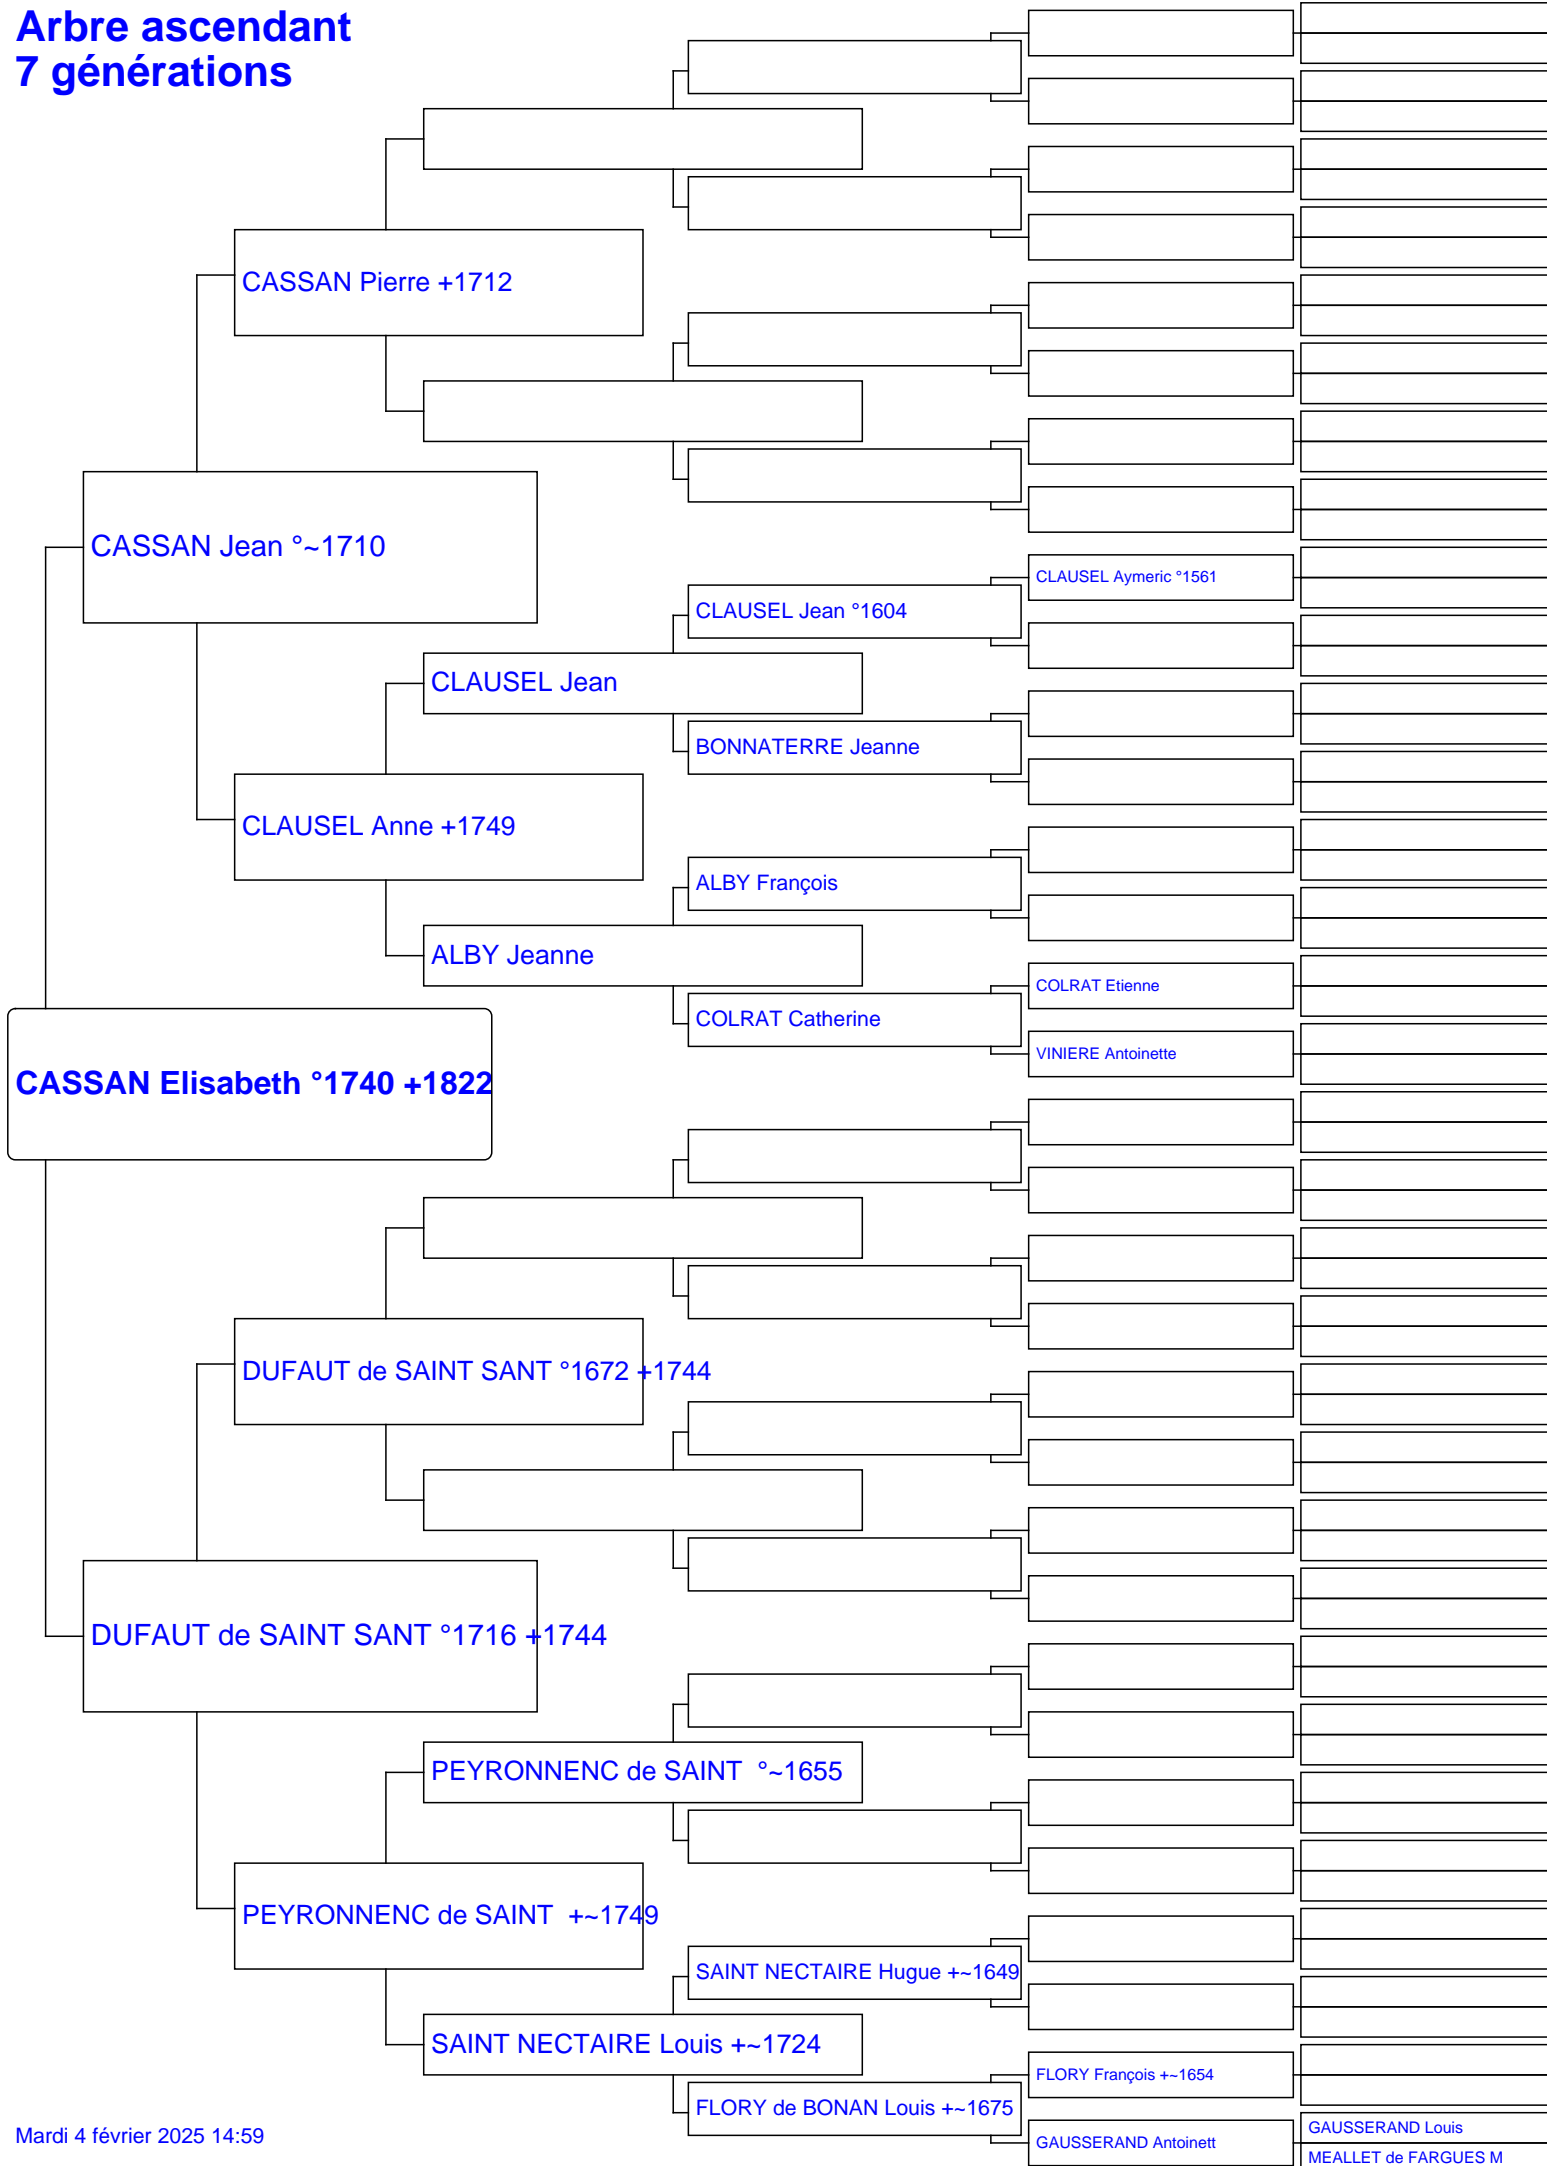 Arbre ascendant
7 générations
CASSAN Pierre +1712
CASSAN Jean °~1710
CLAUSEL Aymeric °1561
CLAUSEL Jean °1604
CLAUSEL Jean
BONNATERRE Jeanne
CLAUSEL Anne +1749
ALBY François
ALBY Jeanne
COLRAT Etienne
COLRAT Catherine
VINIERE Antoinette
CASSAN Elisabeth °1740 +1822
DUFAUT de SAINT SANT °1672 +1744
DUFAUT de SAINT SANT °1716 +1744
PEYRONNENC de SAINT  °~1655
PEYRONNENC de SAINT  +~1749
SAINT NECTAIRE Hugue +~1649
SAINT NECTAIRE Louis +~1724
FLORY François +~1654
FLORY de BONAN Louis +~1675
GAUSSERAND Louis
GAUSSERAND Antoinett
MEALLET de FARGUES M
Mardi 4 février 2025 14:59